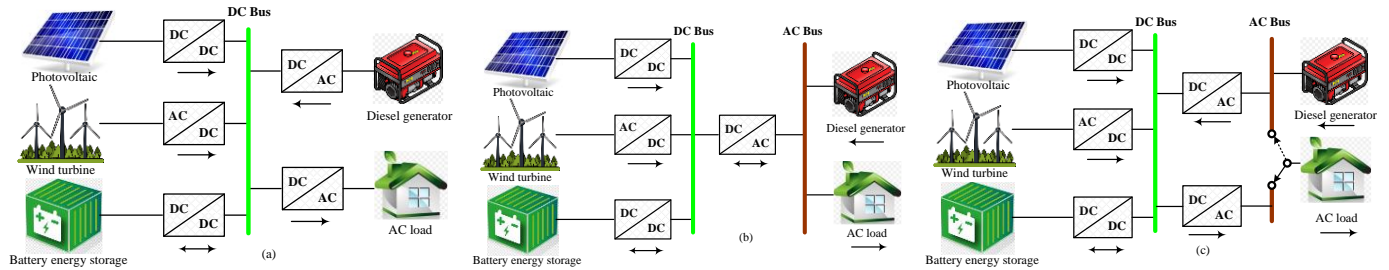 DC Bus
DC
DC
Photovoltaic
DC
AC
Diesel generator
AC
DC
Wind turbine
DC
AC
AC load
DC
DC
Battery energy storage
(a)
DC Bus
AC Bus
DC
DC
Photovoltaic
AC
DC
Wind turbine
DC
AC
Diesel generator
DC
DC
AC load
Battery energy storage
(b)
DC Bus
AC Bus
DC
DC
Photovoltaic
DC
AC
Diesel generator
AC
DC
Wind turbine
DC
AC
AC load
DC
DC
Battery energy storage
(c)